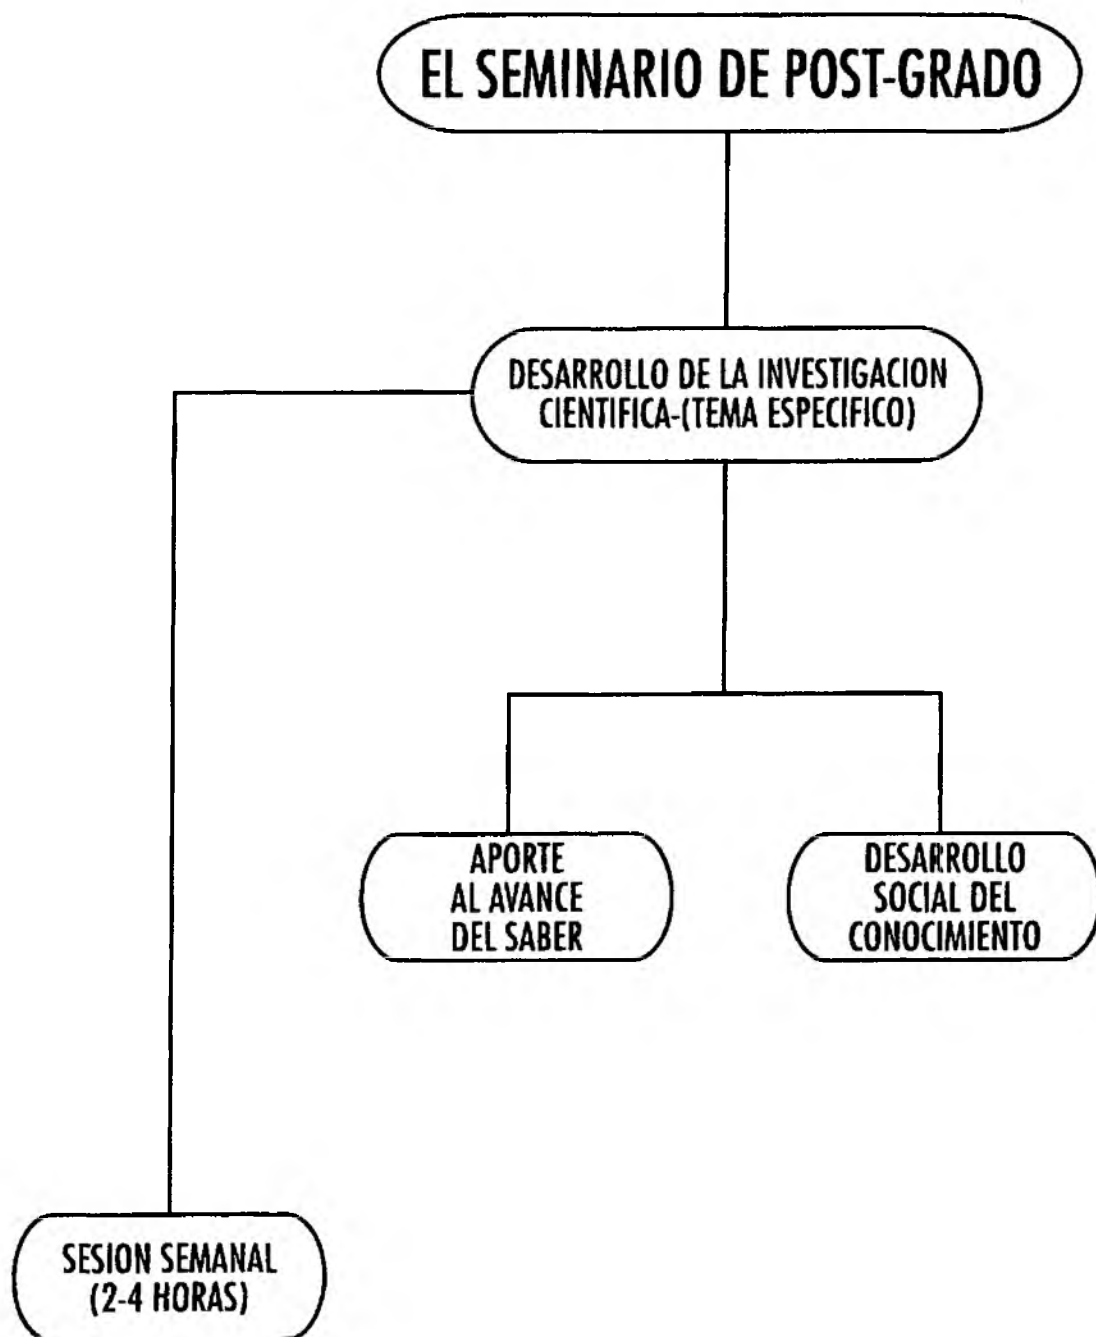 EL SEMINARIO DE POST-GRADO
DESARROLLO DE LA INVESTIGACION
CIENTIFICA-(TEMA ESPECIFICO)
APORTE
AL AVANCE
DEL SABER
DESARROLLO
SOCIAL DEL
CONOCIMIENTO
SESION SEMANAL
(2-4 HORAS)